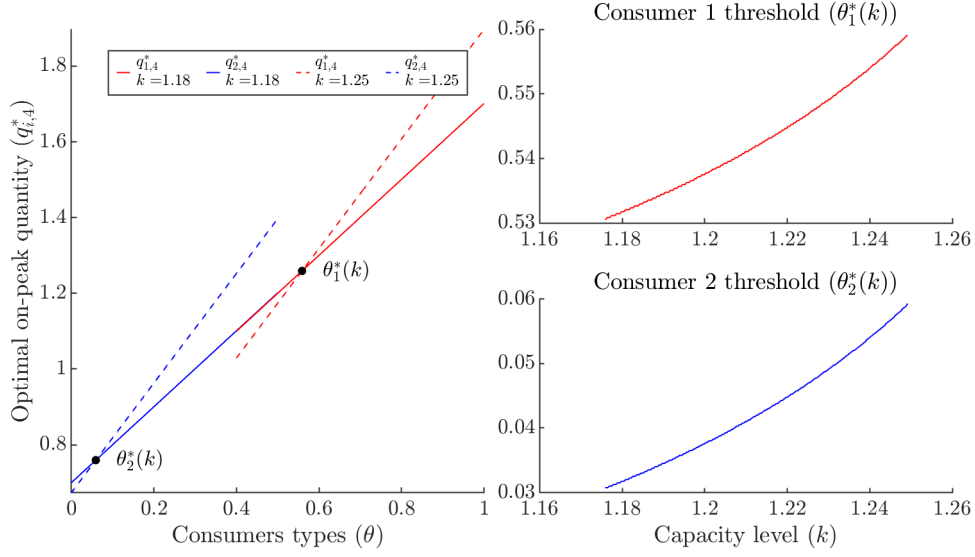 Consumer 1 threshold (θ₁*(k))
0.56
0.55
0.54
0.53
1.16 1.18 1.2 1.22 1.24 1.26
Consumer 2 threshold (θ₂*(k))
0.06
0.05
0.04
0.03
1.16 1.18 1.2 1.22 1.24 1.26
Capacity level (k)
Optimal on-peak quantity (q*_{i,4})
1.8
1.6
1.4
1.2
1
0.8
0 0.2 0.4 0.6 0.8 1
Consumers types (θ)
q*_{1,4} q*_{2,4} q*_{1,4} q*_{2,4}
k =1.18 k =1.18 k =1.25 k =1.25
θ₁*(k)
θ₂*(k)